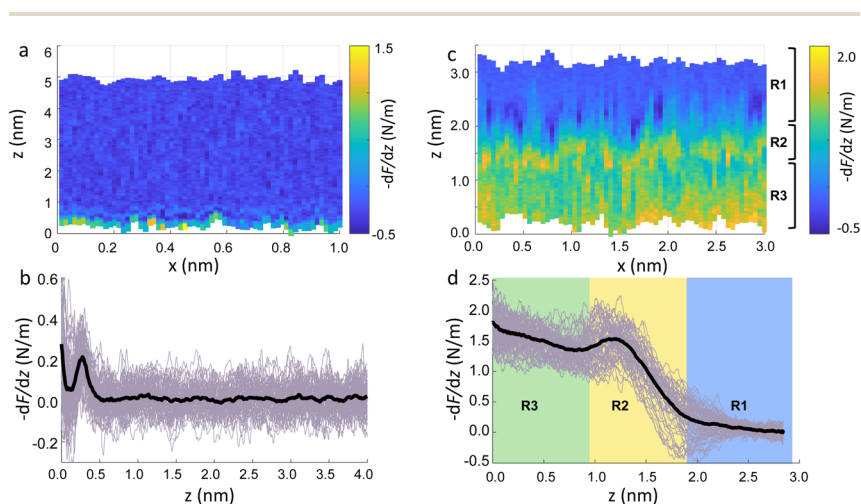 a
6
5
4
3
2
1
0
z (nm)
0 0.2 0.4 0.6 0.8 1.0
x (nm)
1.5
-0.5
-dF/dz (N/m)
c
3.0
2.0
1.0
0.0
z (nm)
0 0.5 1.0 1.5 2.0 2.5 3.0
x (nm)
R1
R2
R3
2.0
-0.5
-dF/dz (N/m)
b
0.6
0.4
0.2
0.0
-0.2
-dF/dz (N/m)
0.0 0.5 1.0 1.5 2.0 2.5 3.0 3.5 4.0
z (nm)
d
2.5
2.0
1.5
1.0
0.5
0.0
-0.5
-dF/dz (N/m)
R3 R2 R1
0.0 0.5 1.0 1.5 2.0 2.5 3.0
z (nm)